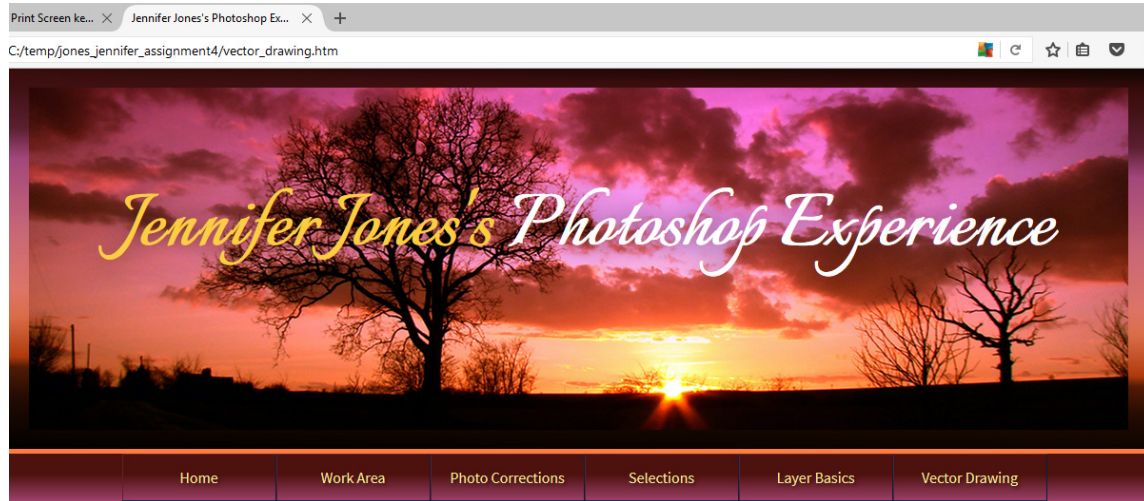 Print Screen ke...
Jennifer Jones's Photoshop Ex...
C:/temp/jones_jennifer_assignment4/vector_drawing.htm
Jennifer Jones's Photoshop Experience
Home
Work Area
Photo Corrections
Selections
Layer Basics
Vector Drawing